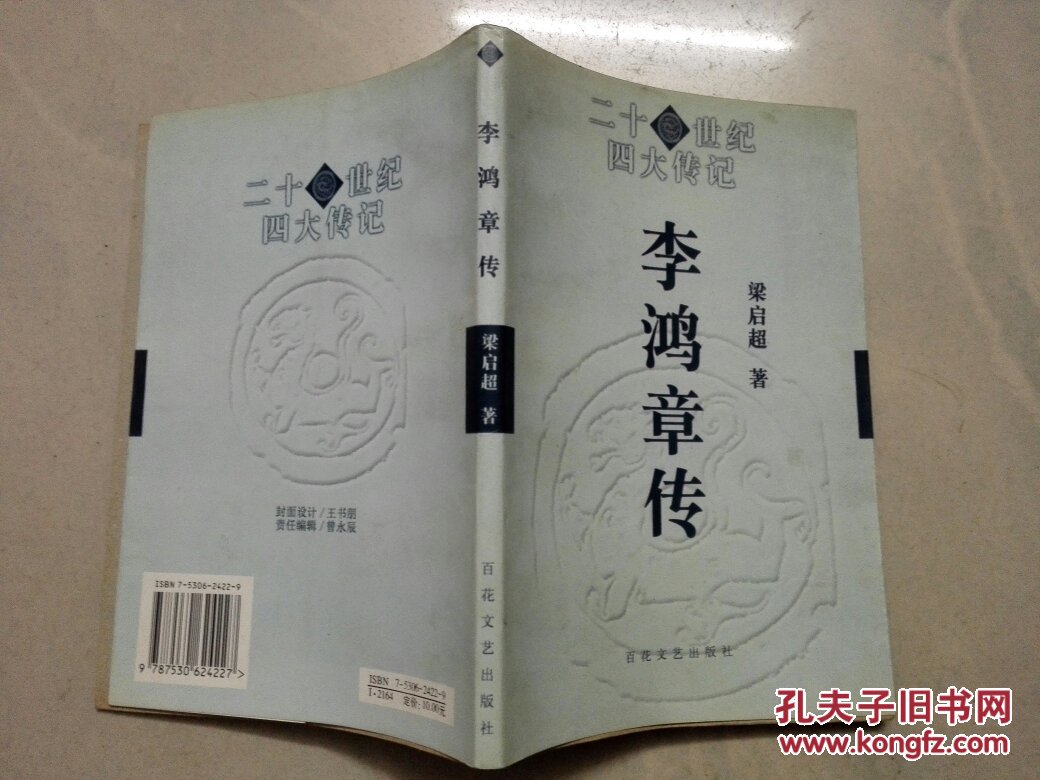 二十世纪
四大传记
李鸿章传
梁启超 著
百花文艺出版社
李鸿章传
梁启超 著
百花文艺出版社
二十世纪
四大传记
封面设计/王书朋
责任编辑/曾永辰
ISBN 7-5306-2422-9
9 787530 624227>
ISBN 7-5306-2422-9
I·2164 定价:10.00元
孔夫子旧书网
www.kongfz.com